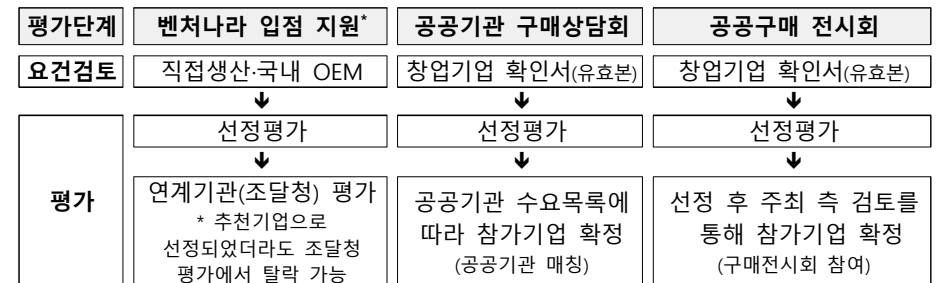 평가단계 벤처나라 입점 지원* 공공기관 구매상담회 공공구매 전시회
요건검토 직접생산·국내 OEM 창업기업 확인서(유효본) 창업기업 확인서(유효본)
🡻 🡻 🡻
평가 선정평가 선정평가 선정평가
🡻 🡻 🡻
연계기관(조달청) 평가
* 추천기업으로
선정되었더라도 조달청
평가에서 탈락 가능
공공기관 수요목록에
따라 참가기업 확정
(공공기관 매칭)
선정 후 주최 측 검토를
통해 참가기업 확정
(구매전시회 참여)